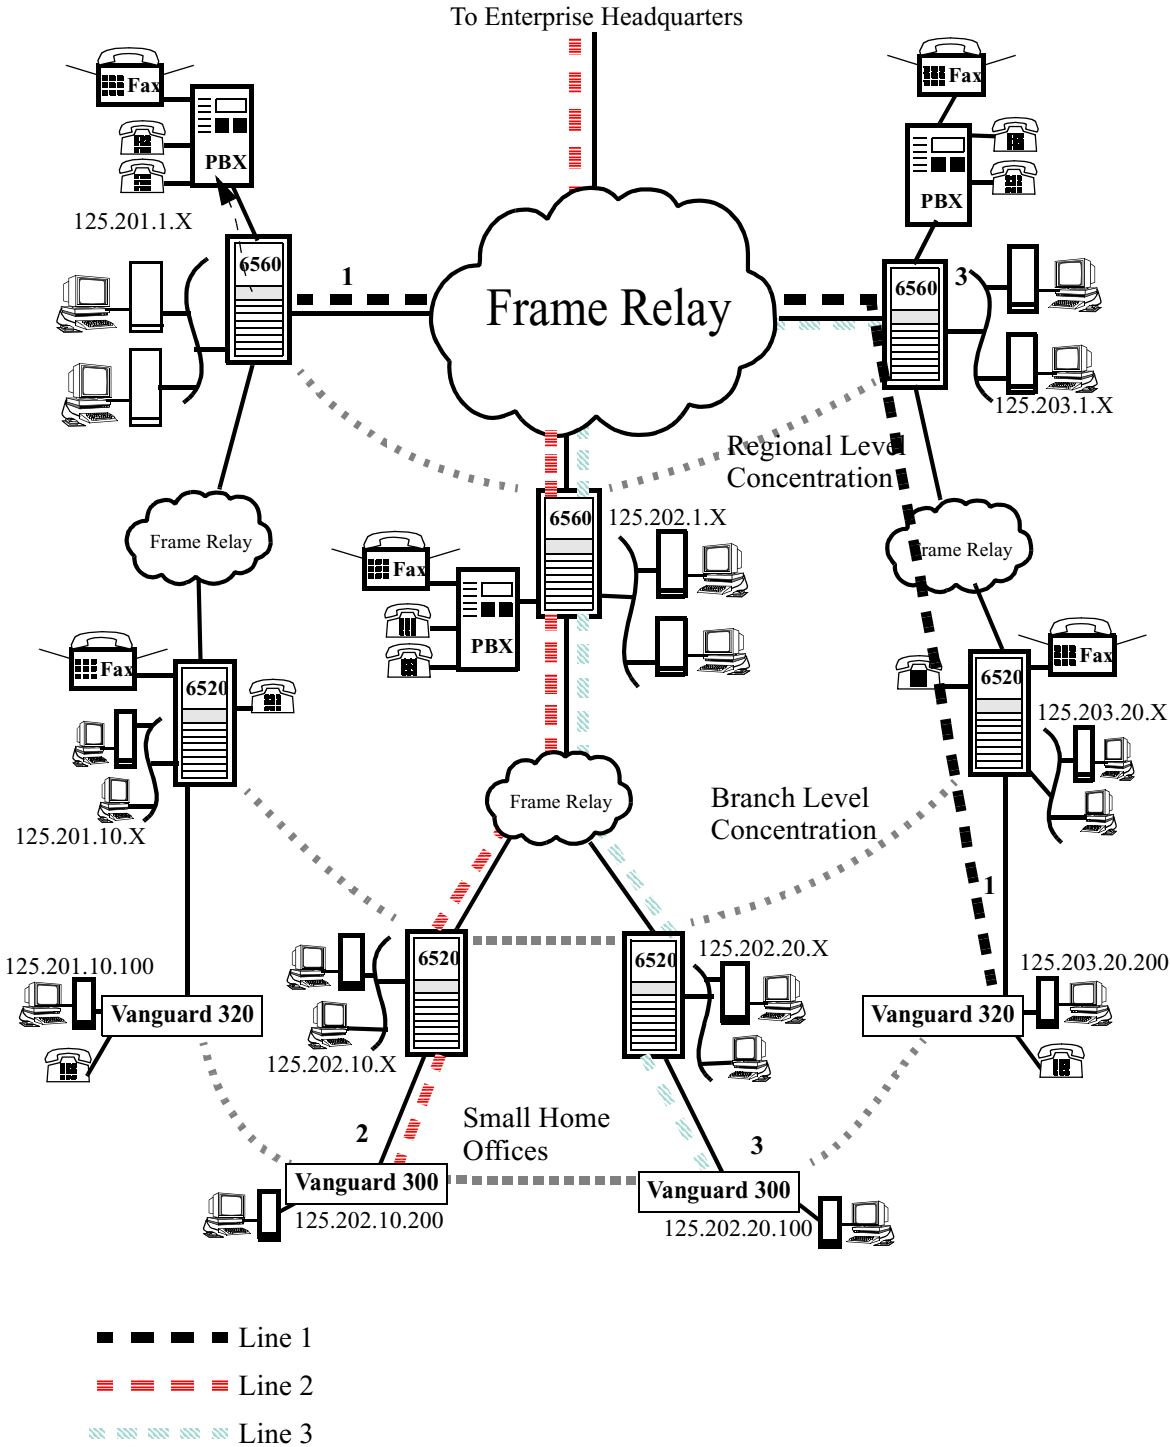 To Enterprise Headquarters
Fax
PBX
125.201.1.X
6560
1
Frame Relay
Fax
PBX
6560
3
125.203.1.X
Regional Level
Concentration
Frame Relay
6560
125.202.1.X
Fax
PBX
Frame Relay
Fax
6520
125.201.10.X
Fax
6520
125.203.20.X
Frame Relay
Branch Level
Concentration
1
125.201.10.100
Vanguard 320
6520
125.202.10.X
6520
125.202.20.X
125.203.20.200
Vanguard 320
Small Home
Offices
2
3
Vanguard 300
125.202.10.200
Vanguard 300
125.202.20.100
Line 1
Line 2
Line 3